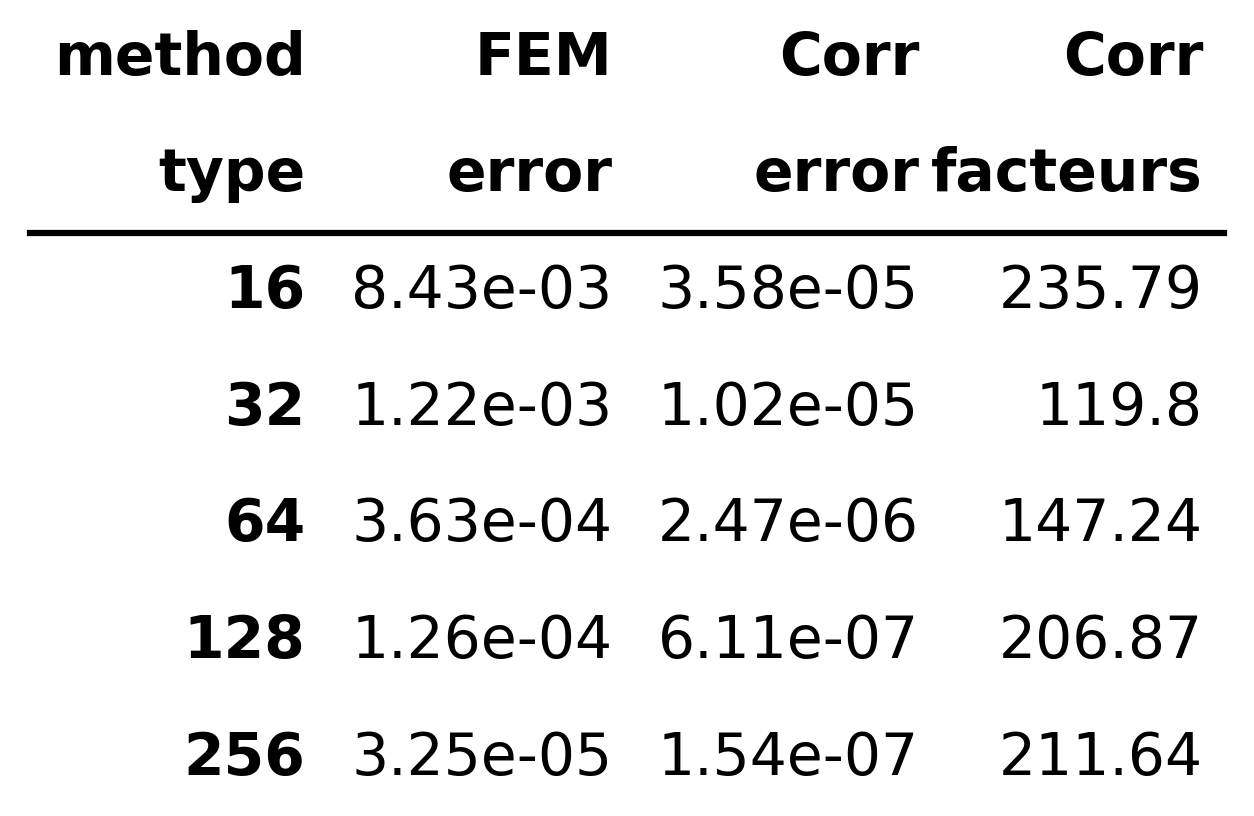 method FEM Corr Corr
type error error facteurs
16 8.43e-03 3.58e-05 235.79
32 1.22e-03 1.02e-05 119.8
64 3.63e-04 2.47e-06 147.24
128 1.26e-04 6.11e-07 206.87
256 3.25e-05 1.54e-07 211.64